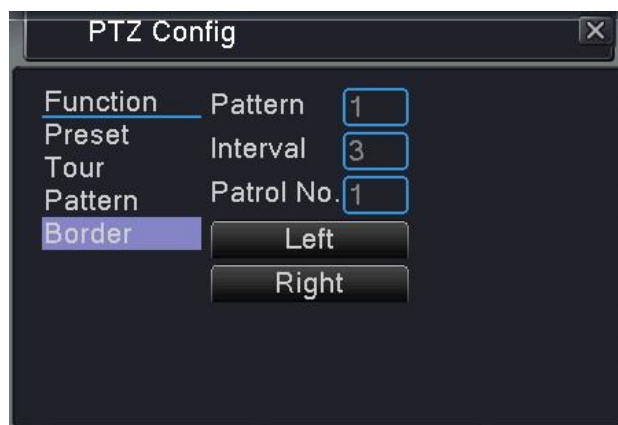 PTZ Config
Function
Preset
Tour
Pattern
Border
Pattern 1
Interval 3
Patrol No. 1
Left
Right